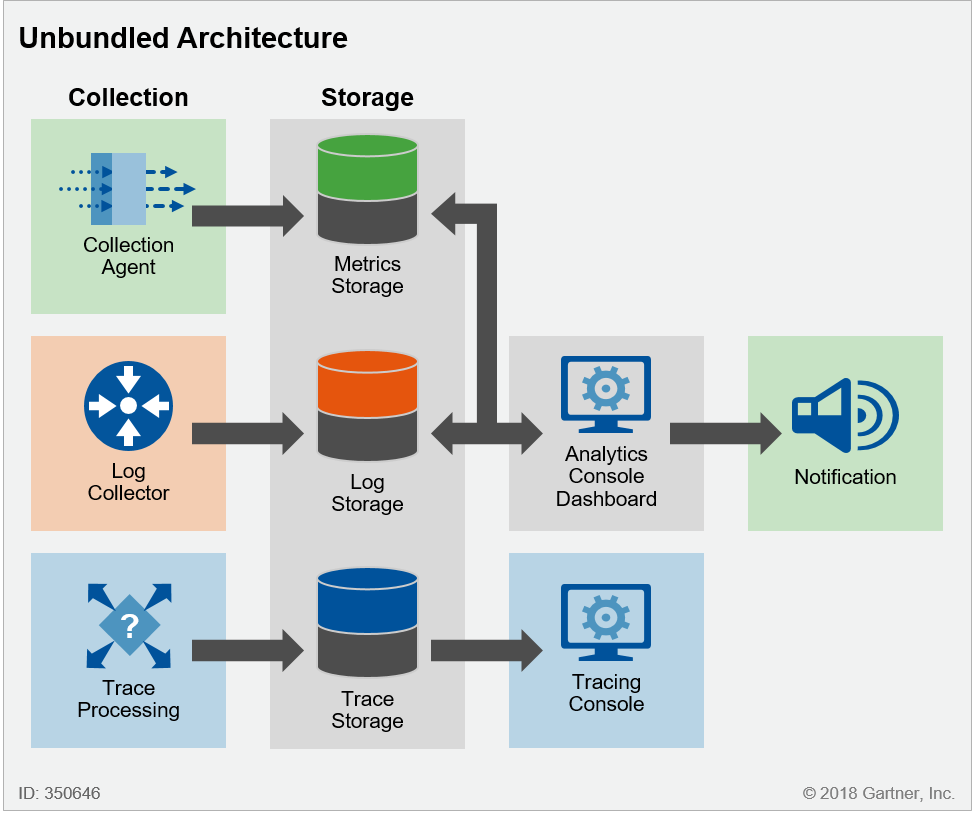 Unbundled Architecture
Collection
Storage
Collection
Agent
Metrics
Storage
Log
Collector
Log
Storage
Analytics
Console
Dashboard
Notification
?
Trace
Processing
Trace
Storage
Tracing
Console
ID: 350646
© 2018 Gartner, Inc.